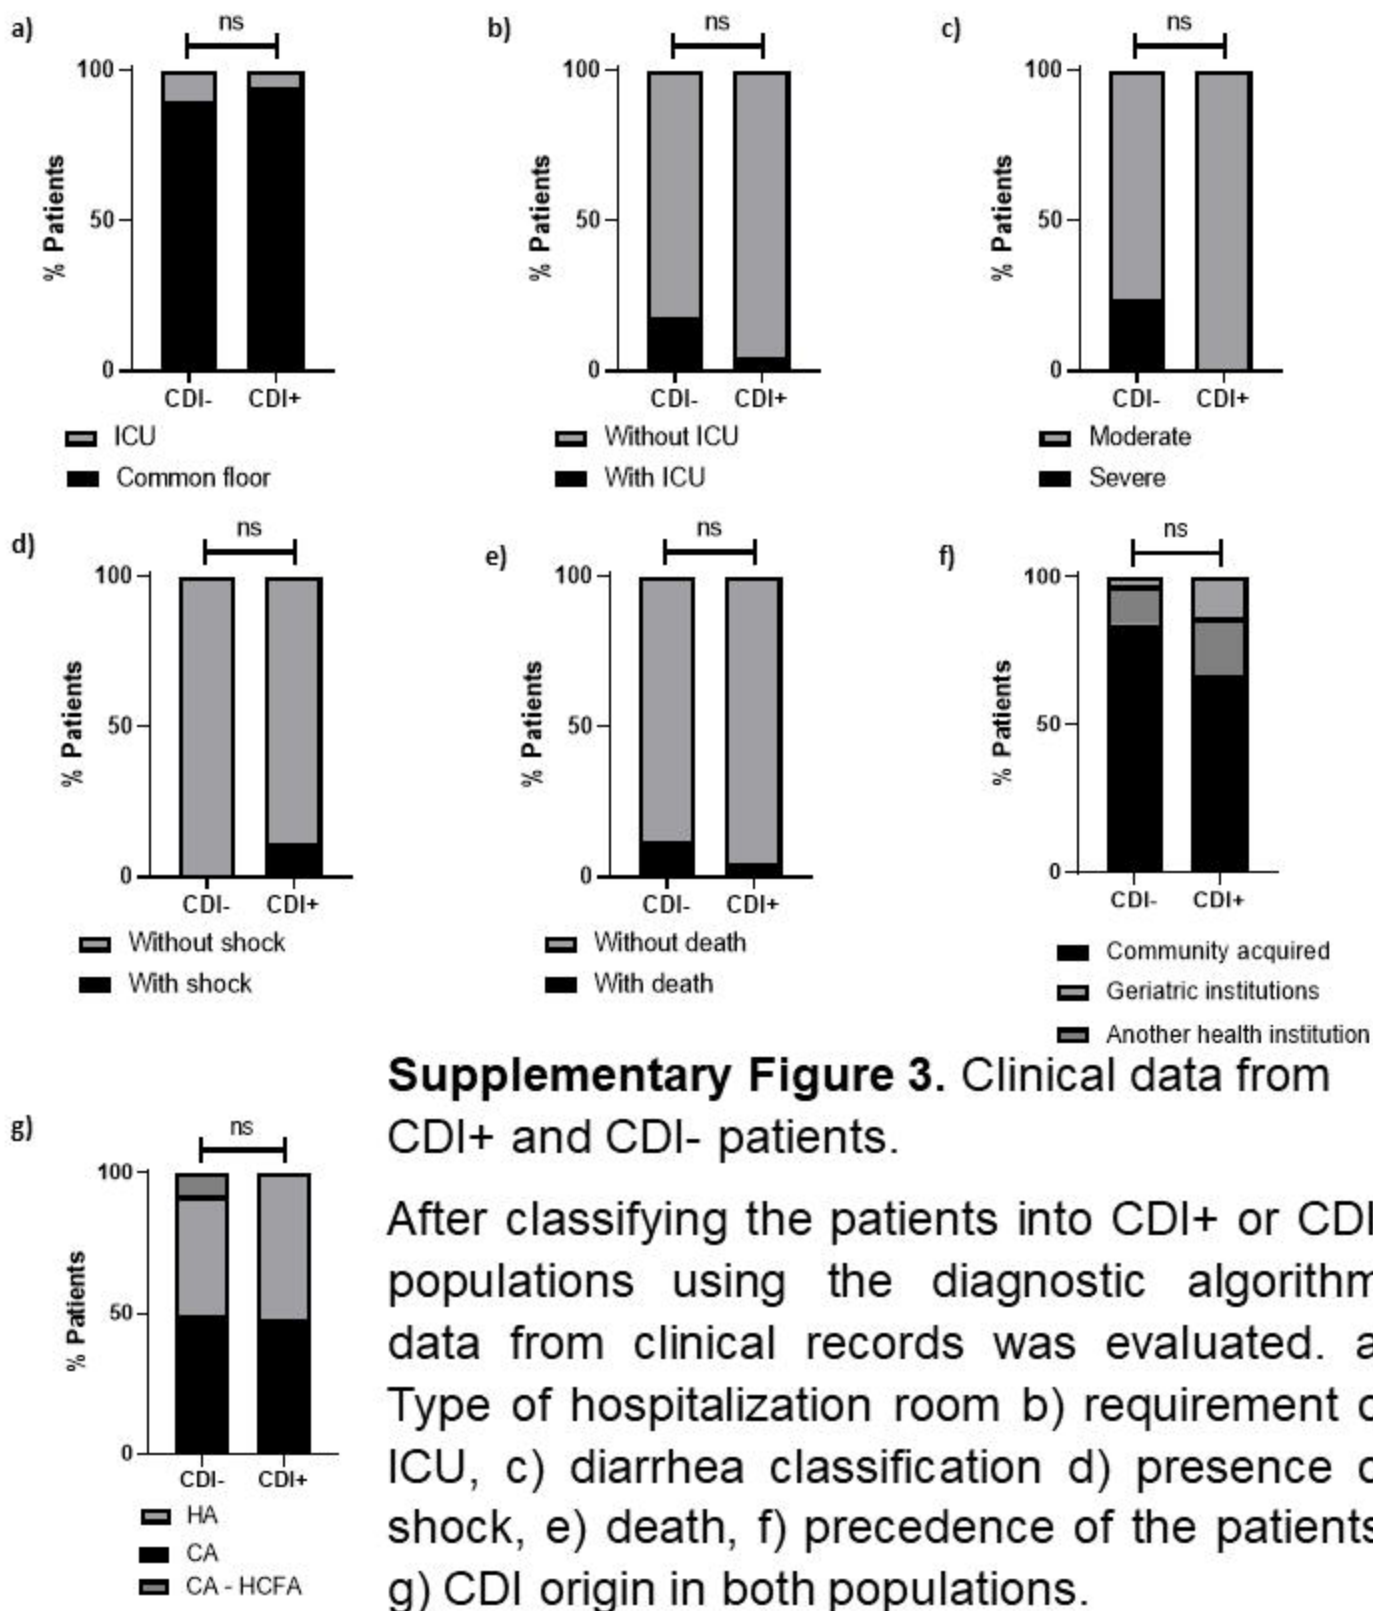 a)
ns
100
50
0
% Patients
CDI- CDI+
ICU
Common floor
b)
ns
100
50
0
% Patients
CDI- CDI+
Without ICU
With ICU
c)
ns
100
50
0
% Patients
CDI- CDI+
Moderate
Severe
d)
ns
100
50
0
% Patients
CDI- CDI+
Without shock
With shock
e)
ns
100
50
0
% Patients
CDI- CDI+
Without death
With death
f)
ns
100
50
0
% Patients
CDI- CDI+
Community acquired
Geriatric institutions
Another health institution
g)
ns
100
50
0
% Patients
CDI- CDI+
HA
CA
CA - HCFA
Supplementary Figure 3. Clinical data from
CDI+ and CDI- patients.
After classifying the patients into CDI+ or CDI
populations using the diagnostic algorithm
data from clinical records was evaluated.
Type of hospitalization room b) requirement
ICU, c) diarrhea classification d) presence
shock, e) death, f) precedence of the patients
g) CDI origin in both populations.